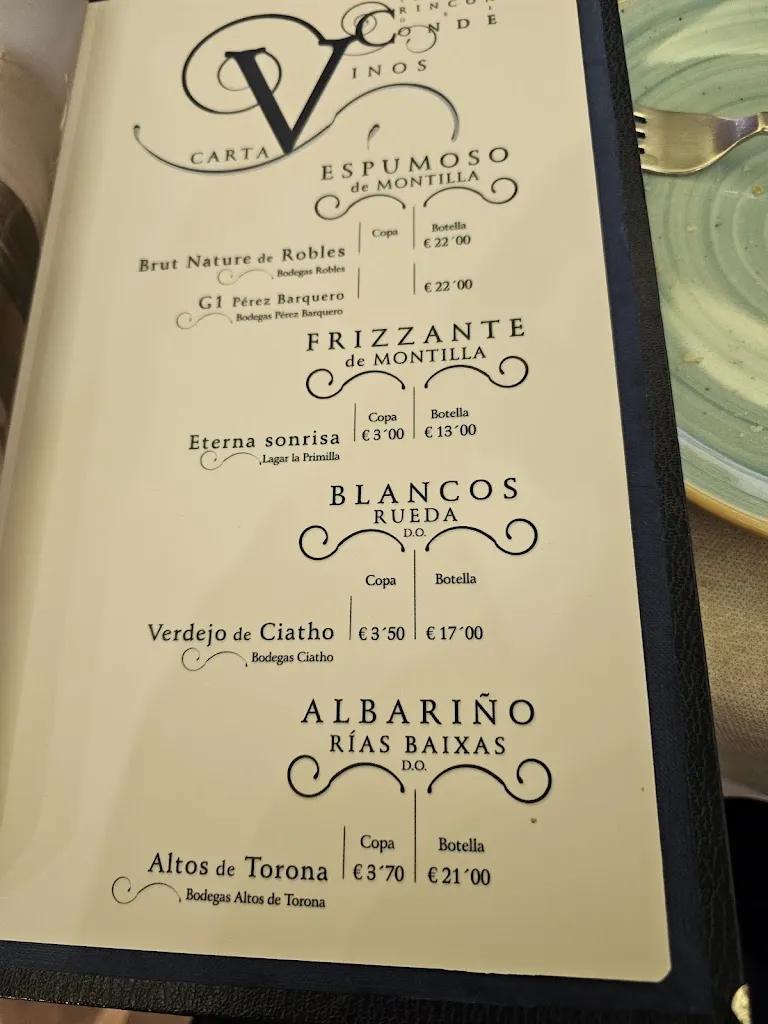 RINCON
CONDE
VINOS
CARTA
ESPUMOSO
de MONTILLA
Copa Botella
Brut Nature de Robles € 22´00
Bodegas Robles
G1 Pérez Barquero € 22´00
Bodegas Pérez Barquero
FRIZZANTE
de MONTILLA
Copa Botella
Eterna sonrisa € 3´00 € 13´00
Lagar la Primilla
BLANCOS
RUEDA
D.O.
Copa Botella
Verdejo de Ciatho € 3´50 € 17´00
Bodegas Ciatho
ALBARIÑO
RÍAS BAIXAS
D.O.
Copa Botella
Altos de Torona € 3´70 € 21´00
Bodegas Altos de Torona